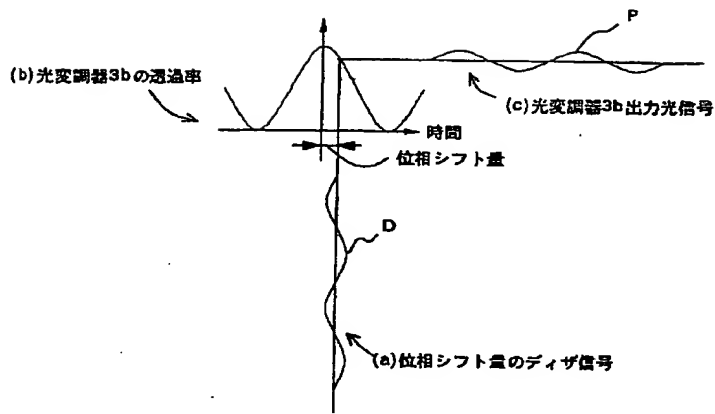 P
(b)光変調器3bの透過率
(c)光変調器3b出力光信号
時間
位相シフト量
D
(a)位相シフト量のディザ信号